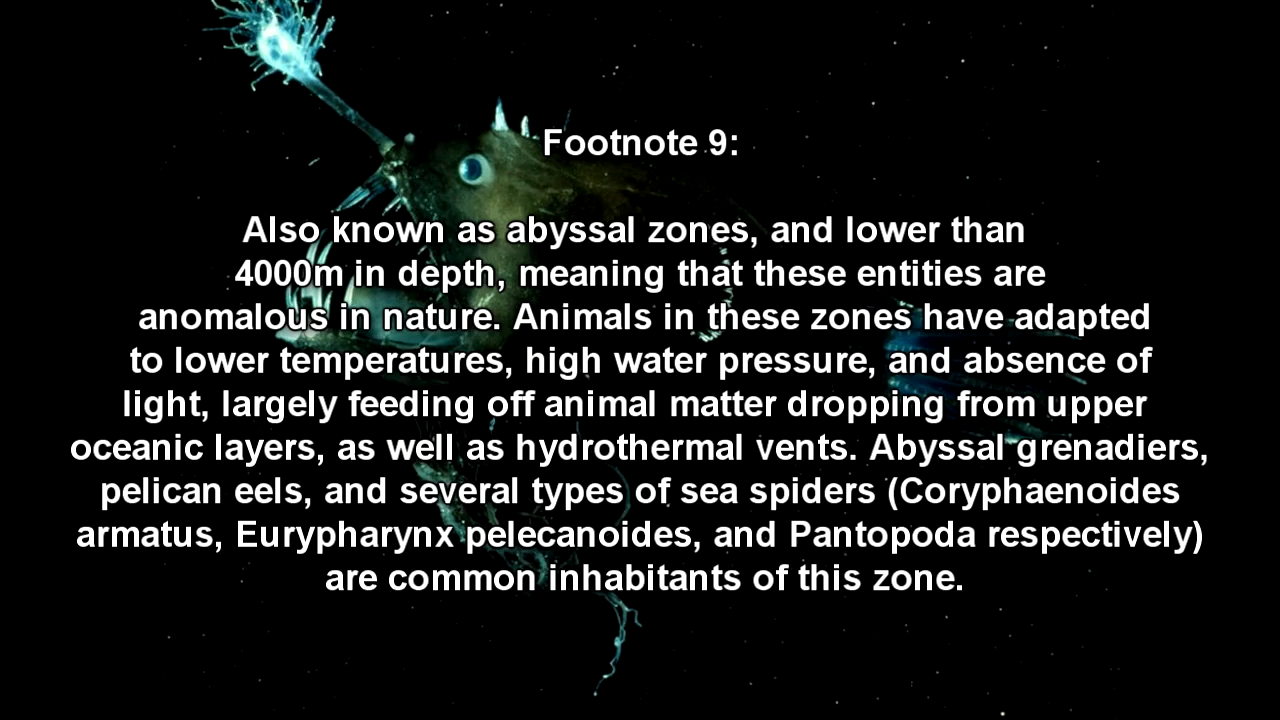 Footnote 9:
Also known as abyssal zones, and lower than
4000m in depth, meaning that these entities are
anomalous in nature. Animals in these zones have adapted
to lower temperatures, high water pressure, and absence of
light, largely feeding off animal matter dropping from upper
oceanic layers, as well as hydrothermal vents. Abyssal grenadiers,
pelican eels, and several types of sea spiders (Coryphaenoides
armatus, Eurypharynx pelecanoides, and Pantopoda respectively)
are common inhabitants of this zone.